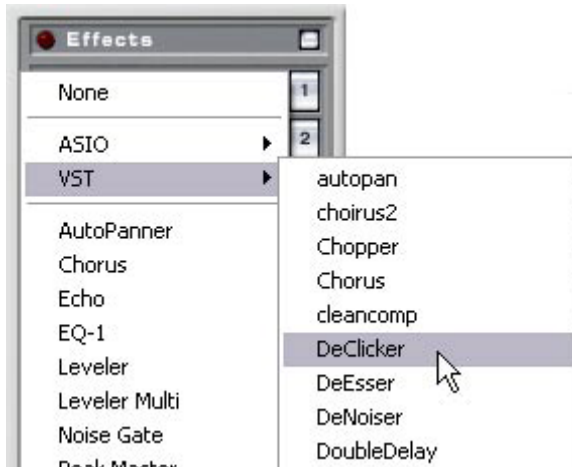 Effects
None
1
ASIO
2
VST
AutoPanner
Chorus
Echo
EQ-1
Leveler
Leveler Multi
Noise Gate
autopan
choirus2
Chopper
Chorus
cleancomp
DeClicker
DeEsser
DeNoiser
DoubleDelay